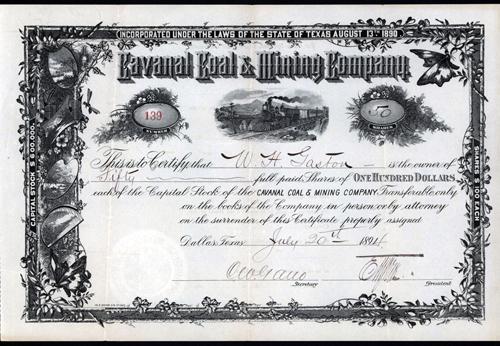 INCORPORATED UNDER THE LAWS OF THE STATE OF TEXAS AUGUST 13TH 1890
Cavanal Coal & Mining Company
139
NUMBER
50
SHARES
CAPITAL STOCK $600,000.
SHARES $100 EACH
This is to Certify that W. H. Gaston is the owner of
Fifty full paid Shares of ONE HUNDRED DOLLARS
each of the Capital Stock of the CAVANAL COAL & MINING COMPANY. Transferable only
on the books of the Company in person or by attorney
on the surrender of this Certificate properly assigned
Dallas, Texas July 30th 1894
Secretary
President